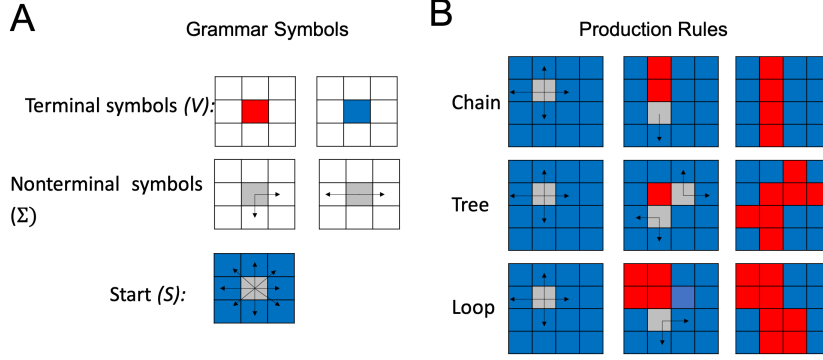 A
Grammar Symbols
Terminal symbols (V):
Nonterminal symbols
(Σ)
Start (S):
B
Production Rules
Chain
Tree
Loop